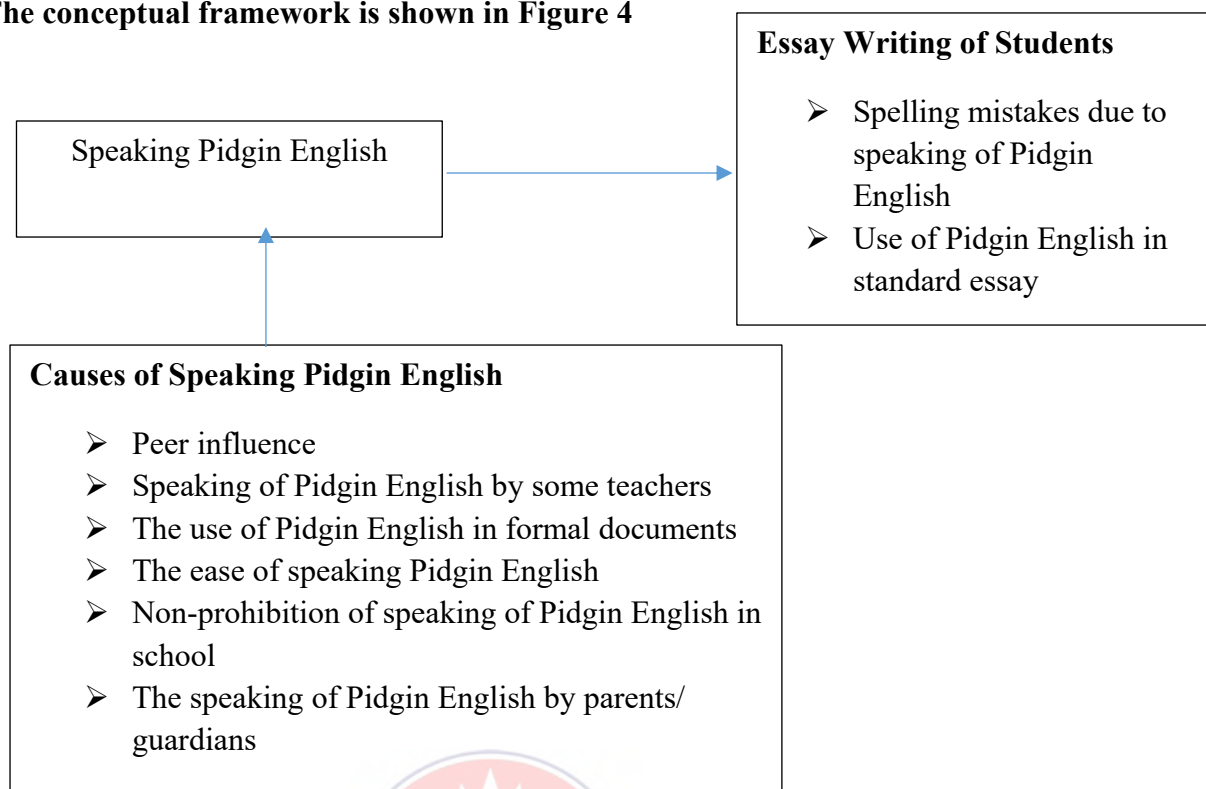 The conceptual framework is shown in Figure 4
Speaking Pidgin English
Essay Writing of Students
➢ Spelling mistakes due to
speaking of Pidgin
English
➢ Use of Pidgin English in
standard essay
Causes of Speaking Pidgin English
➢ Peer influence
➢ Speaking of Pidgin English by some teachers
➢ The use of Pidgin English in formal documents
➢ The ease of speaking Pidgin English
➢ Non-prohibition of speaking of Pidgin English in
school
➢ The speaking of Pidgin English by parents/
guardians